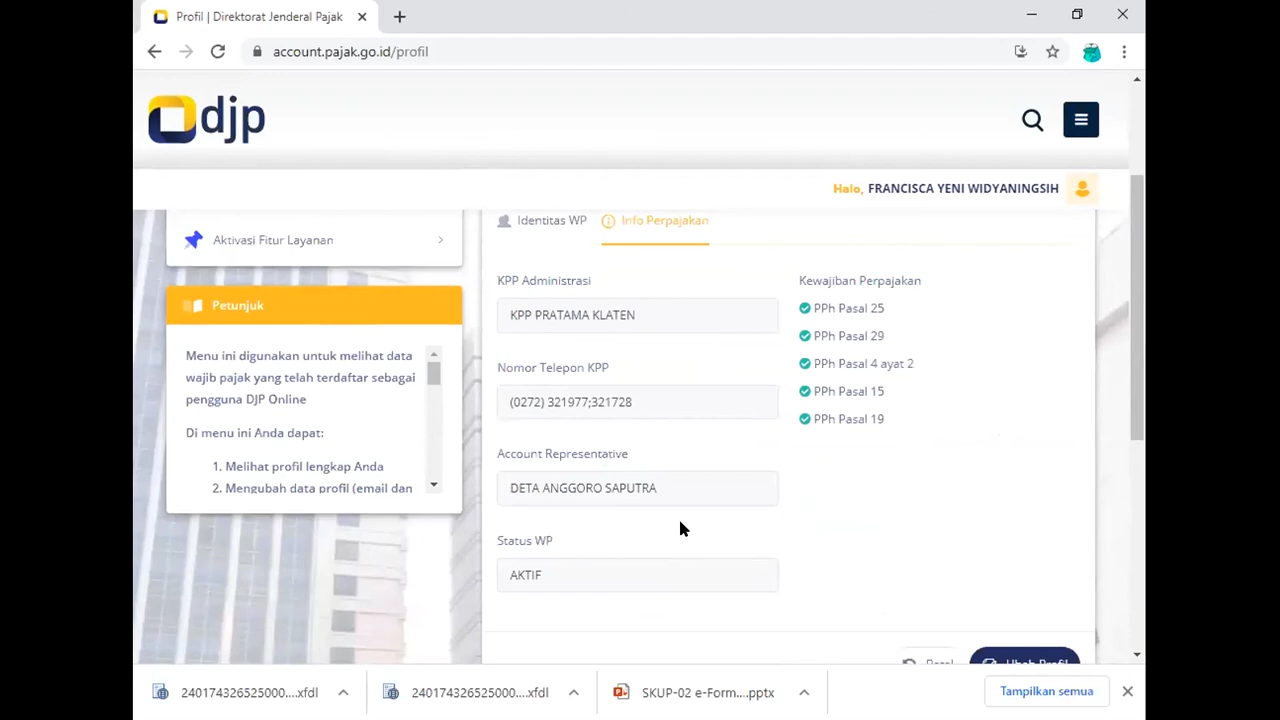 Profil | Direktorat Jenderal Pajak
account.pajak.go.id/profil
djp
Halo, FRANCISCA YENI WIDYANINGSIH
Aktivasi Fitur Layanan
Petunjuk
Menu ini digunakan untuk melihat data
wajib pajak yang telah terdaftar sebagai
pengguna DJP Online
Di menu ini Anda dapat:
1. Melihat profil lengkap Anda
2. Mengubah data profil (email dan
Identitas WP
Info Perpajakan
KPP Administrasi
KPP PRATAMA KLATEN
Nomor Telepon KPP
(0272) 321977;321728
Account Representative
DETA ANGGORO SAPUTRA
Status WP
AKTIF
Kewajiban Perpajakan
PPh Pasal 25
PPh Pasal 29
PPh Pasal 4 ayat 2
PPh Pasal 15
PPh Pasal 19
Ubah Profil
240174326525000....xfdl
240174326525000....xfdl
SKUP-02 e-Form....pptx
Tampilkan semua